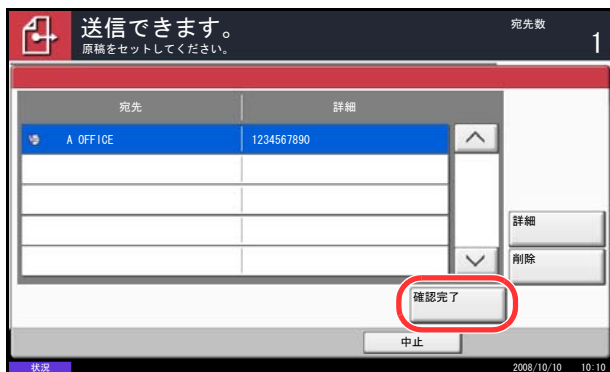 送信できます。
原稿をセットしてください。
宛先数
1
宛先 詳細
A OFFICE 1234567890
詳細
削除
確認完了
中止
状況 2008/10/10 10:10